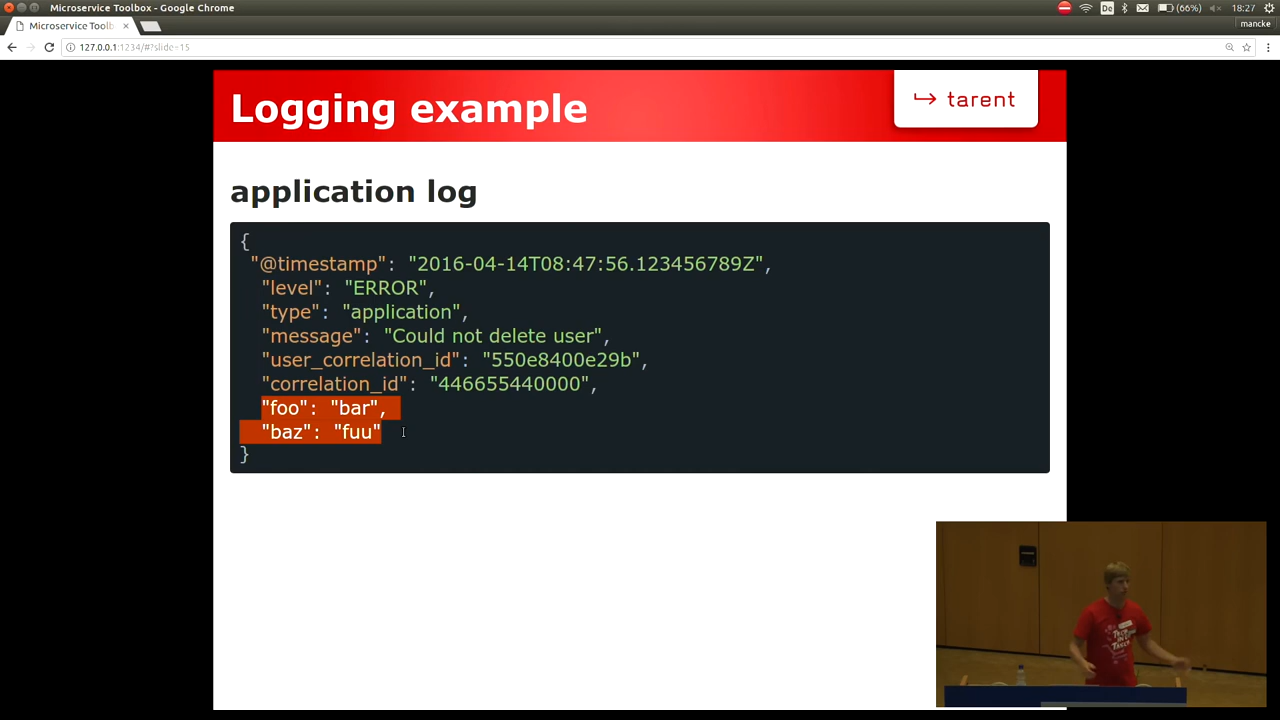 Microservice Toolbox - Google Chrome
De
(66%)
18:27
Microservice Toolb
mancke
127.0.0.1:1234/#?slide=15
Logging example
tarent
application log
{
"@timestamp": "2016-04-14T08:47:56.123456789Z",
"level": "ERROR",
"type": "application",
"message": "Could not delete user",
"user_correlation_id": "550e8400e29b",
"correlation_id": "446655440000",
"foo": "bar",
"baz": "fuu"
}